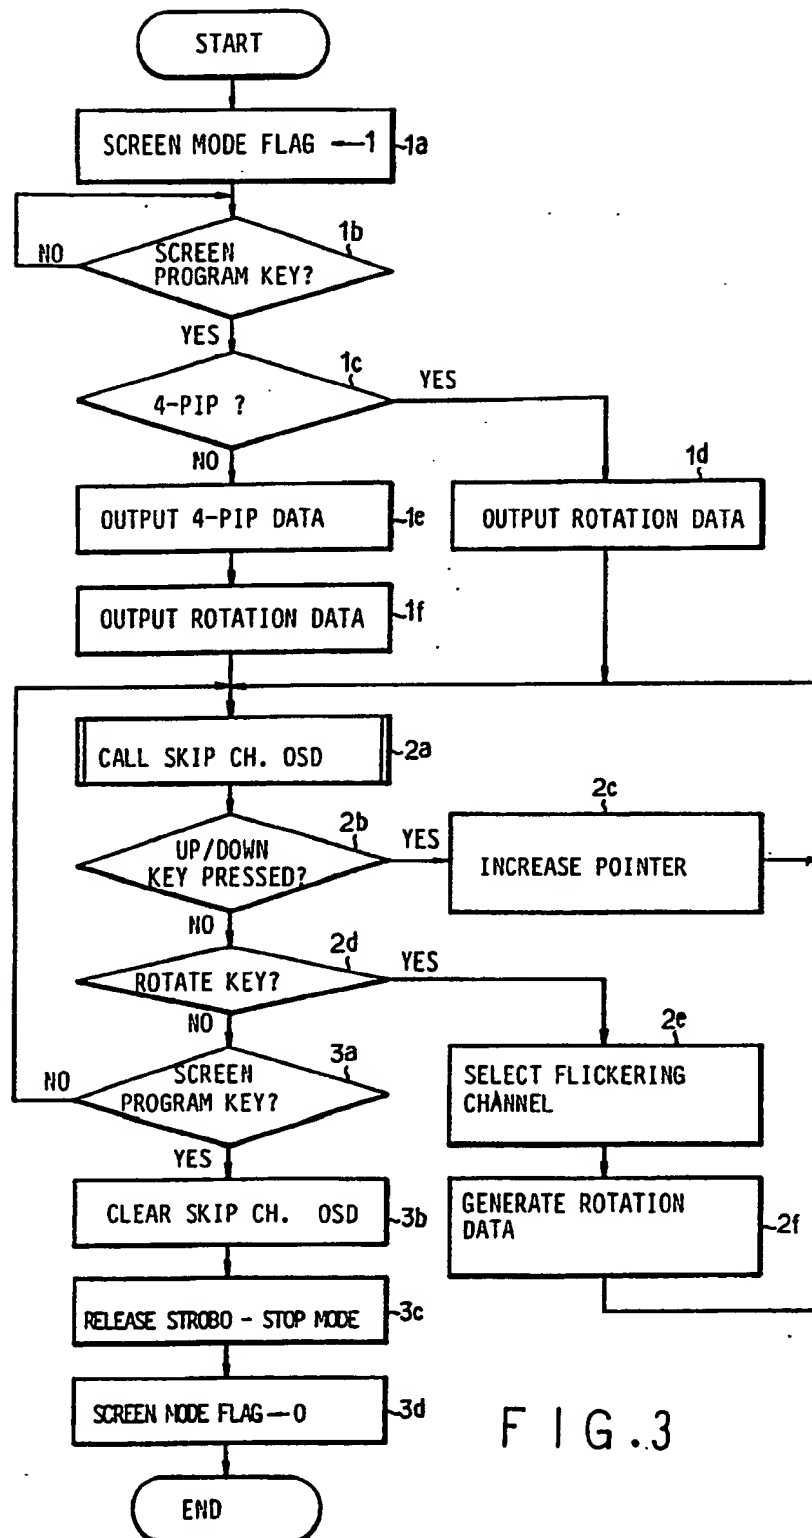 START
SCREEN MODE FLAG ←1
1a
1b
NO
SCREEN
PROGRAM KEY?
YES
1c
YES
4-PIP ?
NO
1d
OUTPUT 4-PIP DATA
1e
OUTPUT ROTATION DATA
OUTPUT ROTATION DATA
1f
CALL SKIP CH. OSD
2a
2c
2b
YES
UP/DOWN
KEY PRESSED?
INCREASE POINTER
NO
2d
YES
ROTATE KEY?
NO
2e
3a
NO
SCREEN
PROGRAM KEY?
SELECT FLICKERING
CHANNEL
YES
CLEAR SKIP CH. OSD
3b
GENERATE ROTATION
DATA
2f
RELEASE STROBO - STOP MODE
3c
SCREEN MODE FLAG←0
3d
FIG.3
END